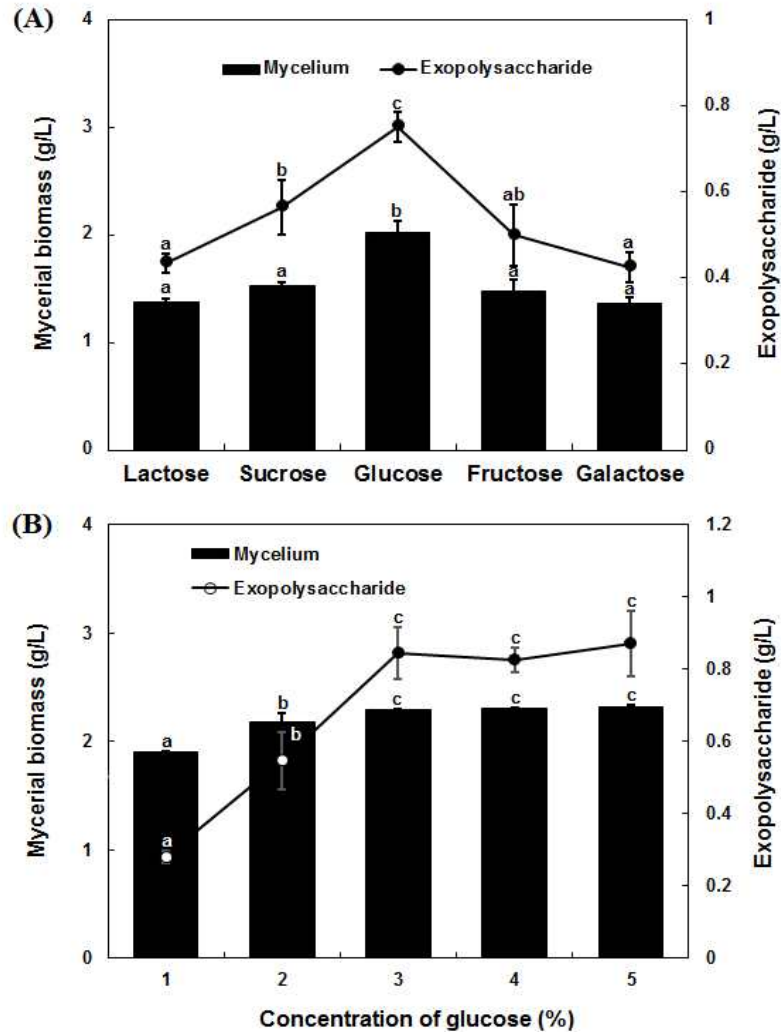 (A)
4
3
2
1
0
Mycerial biomass (g/L)
Mycelium
Exopolysaccharide
a
b
c
ab
a
a
a
b
a
a
1
0.8
0.6
0.4
0.2
0
Exopolysaccharide (g/L)
Lactose Sucrose Glucose Fructose Galactose
(B)
4
3
2
1
0
Mycerial biomass (g/L)
Mycelium
Exopolysaccharide
a
b
c
c
c
a
b
c
c
c
1.2
1
0.8
0.6
0.4
0.2
0
Exopolysaccharide (g/L)
1 2 3 4 5
Concentration of glucose (%)